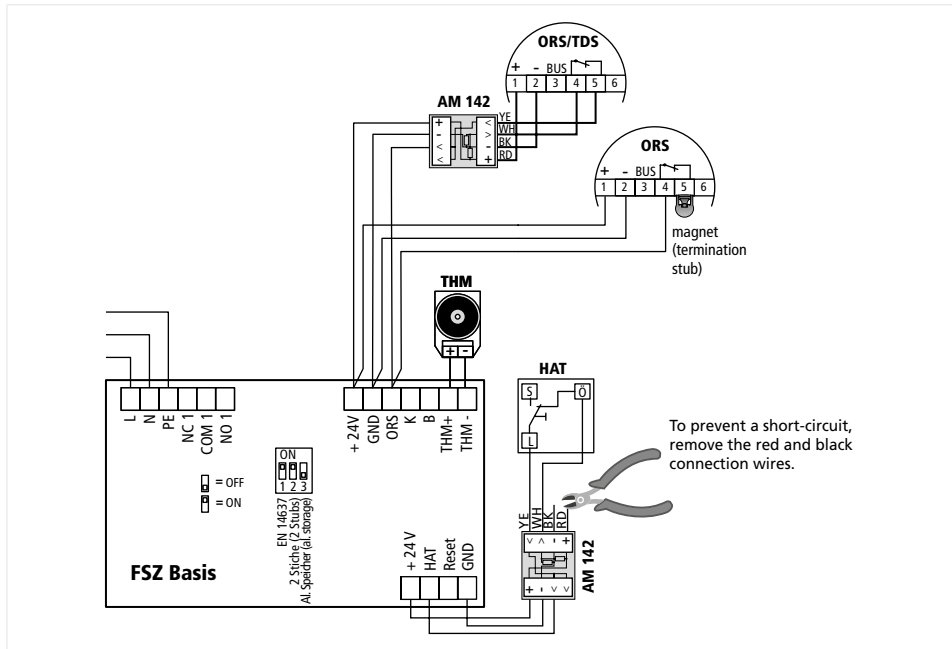 ORS/TDS
+ - BUS
1 2 3 4 5 6
AM 142
+
-
<
<
<
>
-
+
YE
WH
BK
RD
ORS
+ - BUS
1 2 3 4 5 6
magnet
(termination
stub)
THM
+ -
HAT
S Ö
L
To prevent a short-circuit,
remove the red and black
connection wires.
L
N
PE
NC 1
COM 1
NO 1
+ 24V
GND
ORS
K
B
THM+
THM -
ON
1 2 3
= OFF
= ON
EN 14637
2 Stiche (2 Stubs)
Al. Speicher (al. storage)
FSZ Basis
+ 24 V
HAT
Reset
GND
YE
WH
BK
RD
< > - +
+ - < <
AM 142